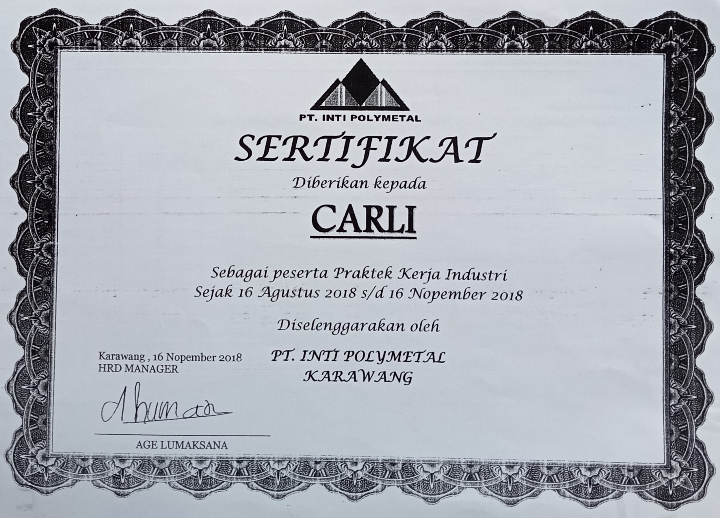 PT. INTI POLYMETAL
SERTIFIKAT
Diberikan kepada
CARLI
Sebagai peserta Praktek Kerja Industri
Sejak 16 Agustus 2018 s/d 16 Nopember 2018
Diselenggarakan oleh
PT. INTI POLYMETAL
KARAWANG
Karawang , 16 Nopember 2018
HRD MANAGER
AGE LUMAKSANA